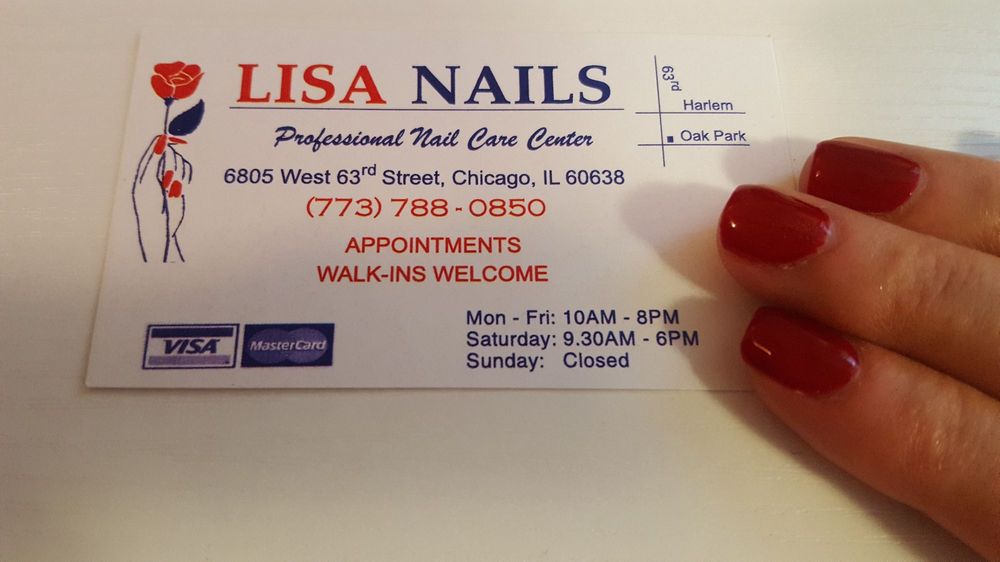 LISA NAILS
Professional Nail Care Center
6805 West 63rd Street, Chicago, IL 60638
(773) 788-0850
APPOINTMENTS
WALK-INS WELCOME
Mon - Fri: 10AM - 8PM
Saturday: 9.30AM - 6PM
Sunday: Closed
VISA
MasterCard
63rd
Harlem
Oak Park